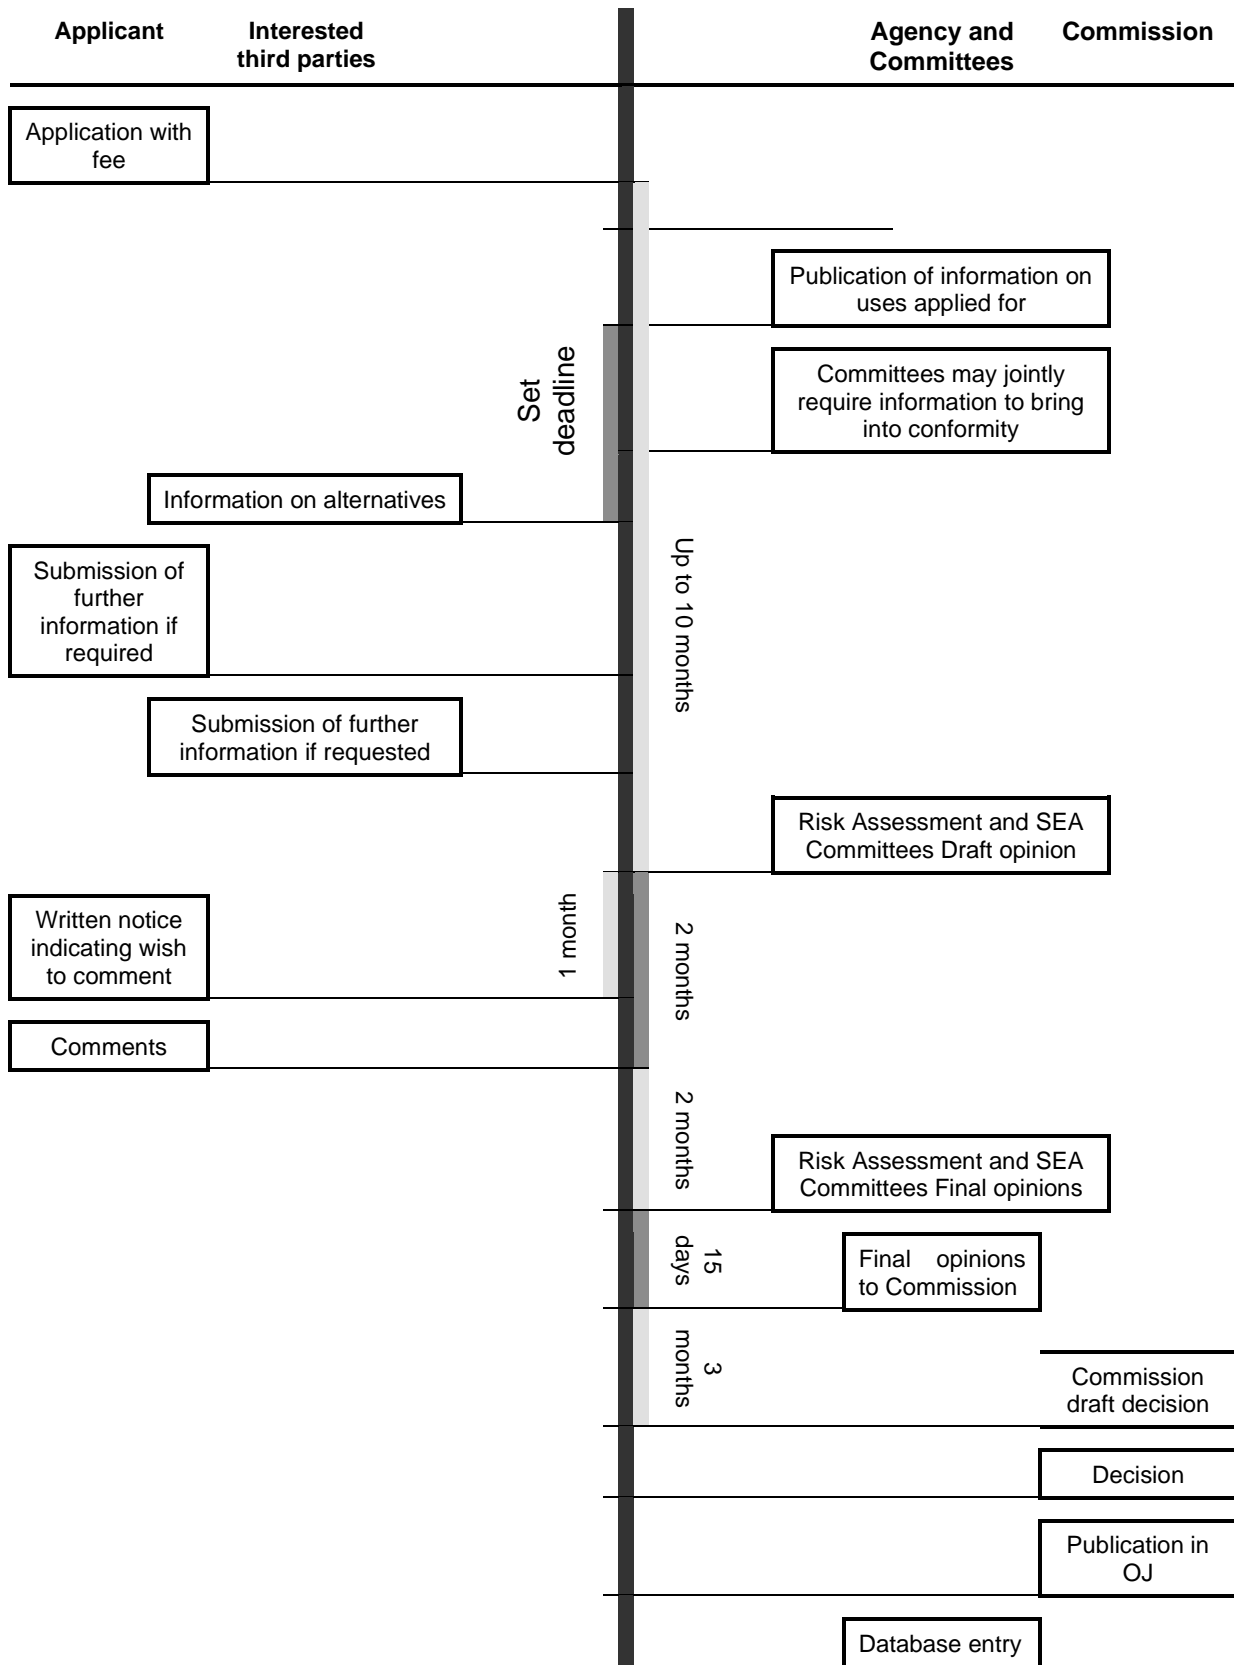 Applicant
Interested
third parties
Agency and
Committees
Commission
Application with
fee
Publication of information on
uses applied for
Set
deadline
Committees may jointly
require information to bring
into conformity
Information on alternatives
Up to 10 months
Submission of
further
information if
required
Submission of further
information if requested
Risk Assessment and SEA
Committees Draft opinion
1 month
2 months
Written notice
indicating wish
to comment
Comments
2 months
Risk Assessment and SEA
Committees Final opinions
15
days
Final opinions
to Commission
3
months
Commission
draft decision
Decision
Publication in
OJ
Database entry